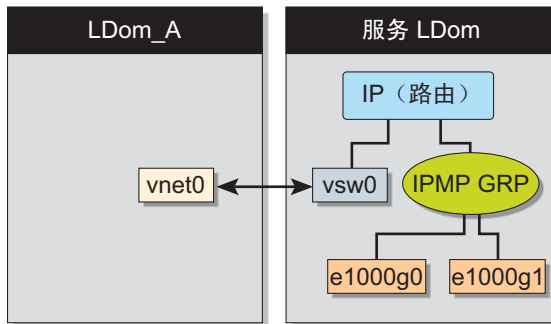 LDom_A
服务 LDom
IP（路由）
vnet0
vsw0
IPMP GRP
e1000g0
e1000g1